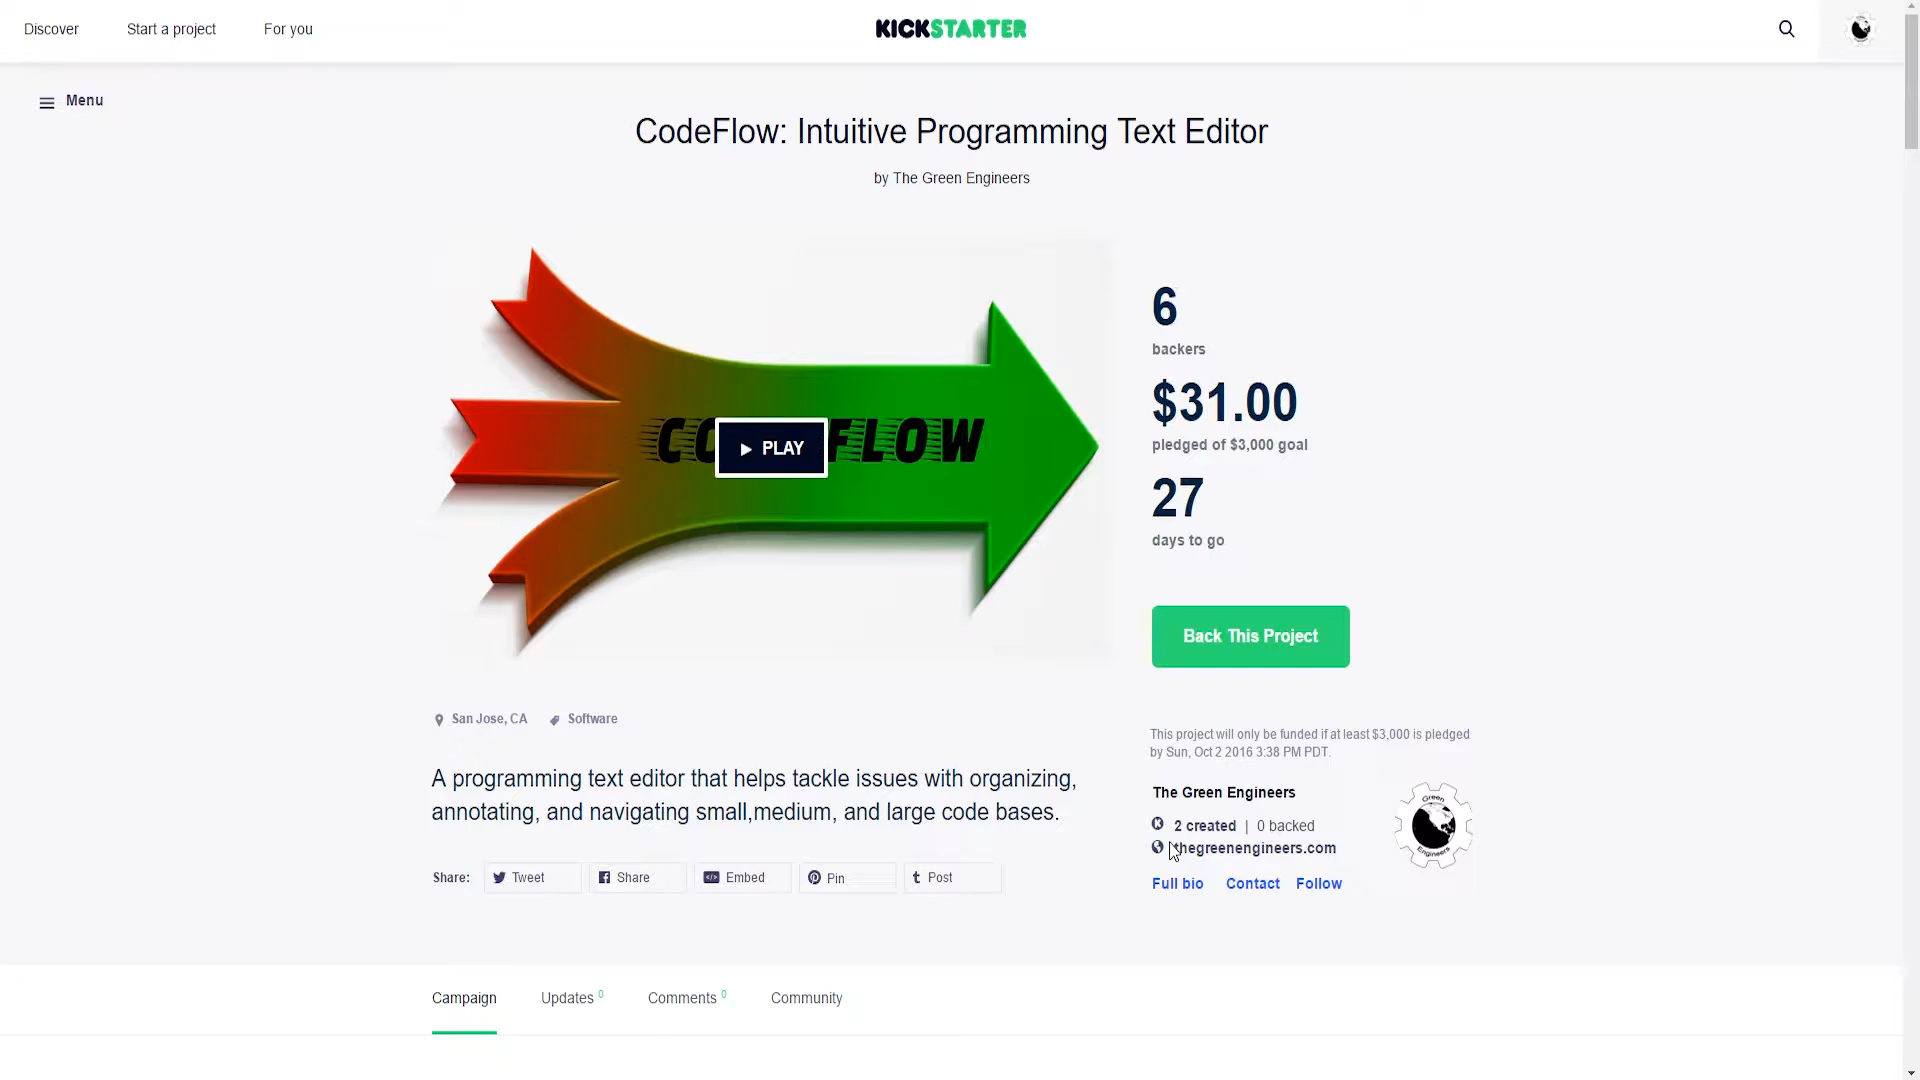 Discover
Start a project
For you
KICKSTARTER
Menu
CodeFlow: Intuitive Programming Text Editor
by The Green Engineers
PLAY
FLOW
6
backers
$31.00
pledged of $3,000 goal
27
days to go
Back This Project
San Jose, CA
Software
This project will only be funded if at least $3,000 is pledged
by Sun, Oct 2 2016 3:38 PM PDT.
A programming text editor that helps tackle issues with organizing,
annotating, and navigating small,medium, and large code bases.
The Green Engineers
2 created | 0 backed
thegreenengineers.com
Full bio
Contact
Follow
Green
Engineers
Share:
Tweet
Share
Embed
Pin
Post
Campaign
Updates 0
Comments 0
Community